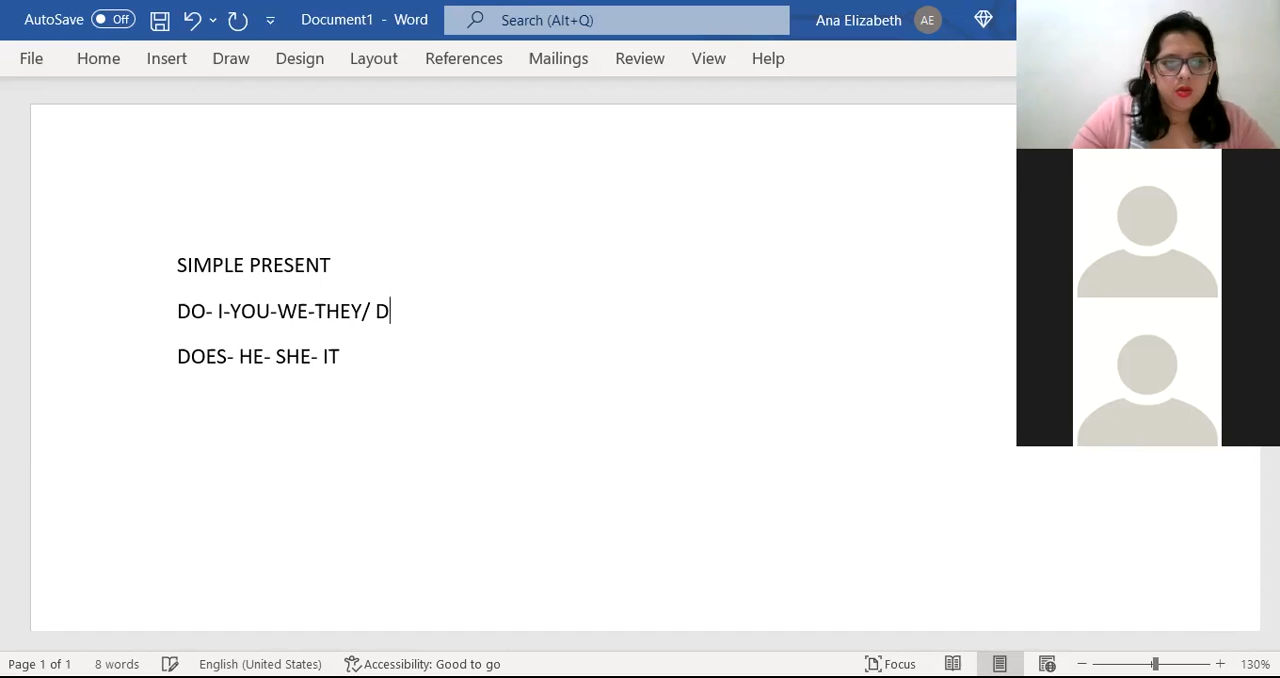 AutoSave Off Document1 - Word Search (Alt+Q) Ana Elizabeth AE
File Home Insert Draw Design Layout References Mailings Review View Help
SIMPLE PRESENT
DO- I-YOU-WE-THEY/ D
DOES- HE- SHE- IT
Page 1 of 1 8 words English (United States) Accessibility: Good to go Focus 130%